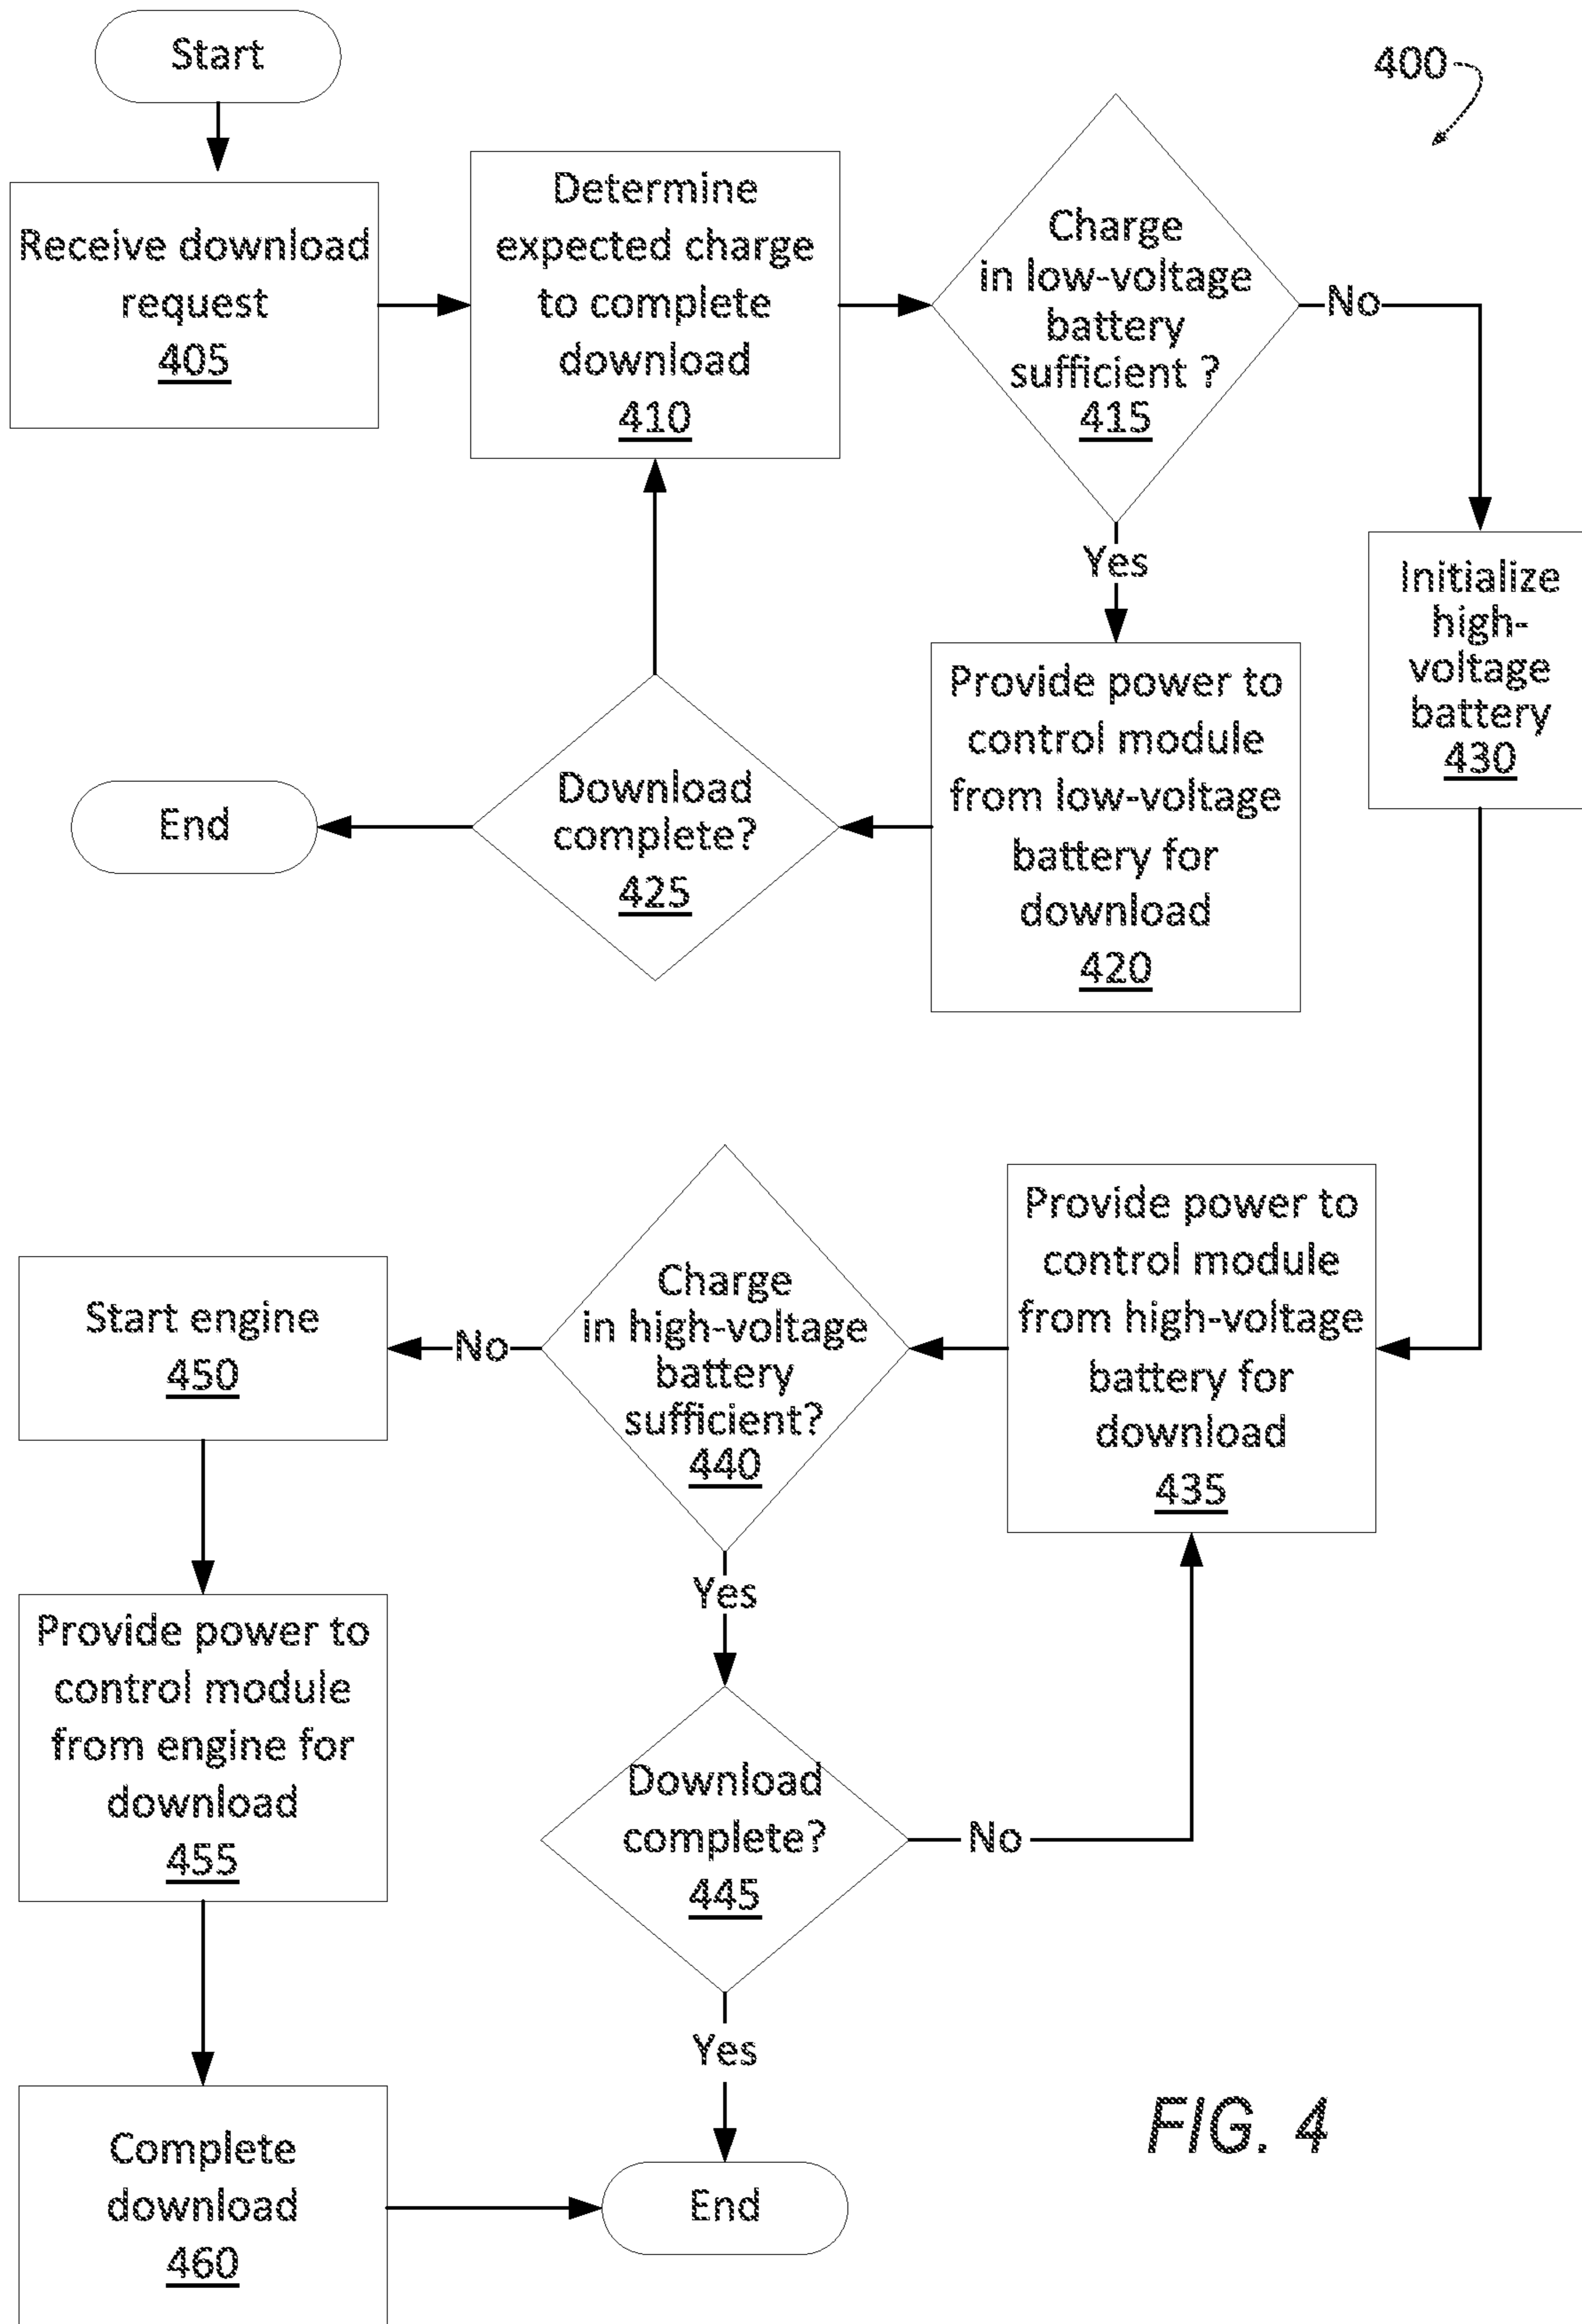 Start
400
Receive download
request
405
Determine
expected charge
to complete
download
410
Charge
in low-voltage
battery
sufficient ?
415
No
Yes
Initialize
high-
voltage
battery
430
Provide power to
control module
from low-voltage
battery for
download
420
Download
complete?
425
End
Provide power to
control module
from high-voltage
battery for
download
435
Charge
in high-voltage
battery
sufficient?
440
No
Start engine
450
Yes
Provide power to
control module
from engine for
download
455
Download
complete?
445
No
Yes
Complete
download
460
End
FIG. 4